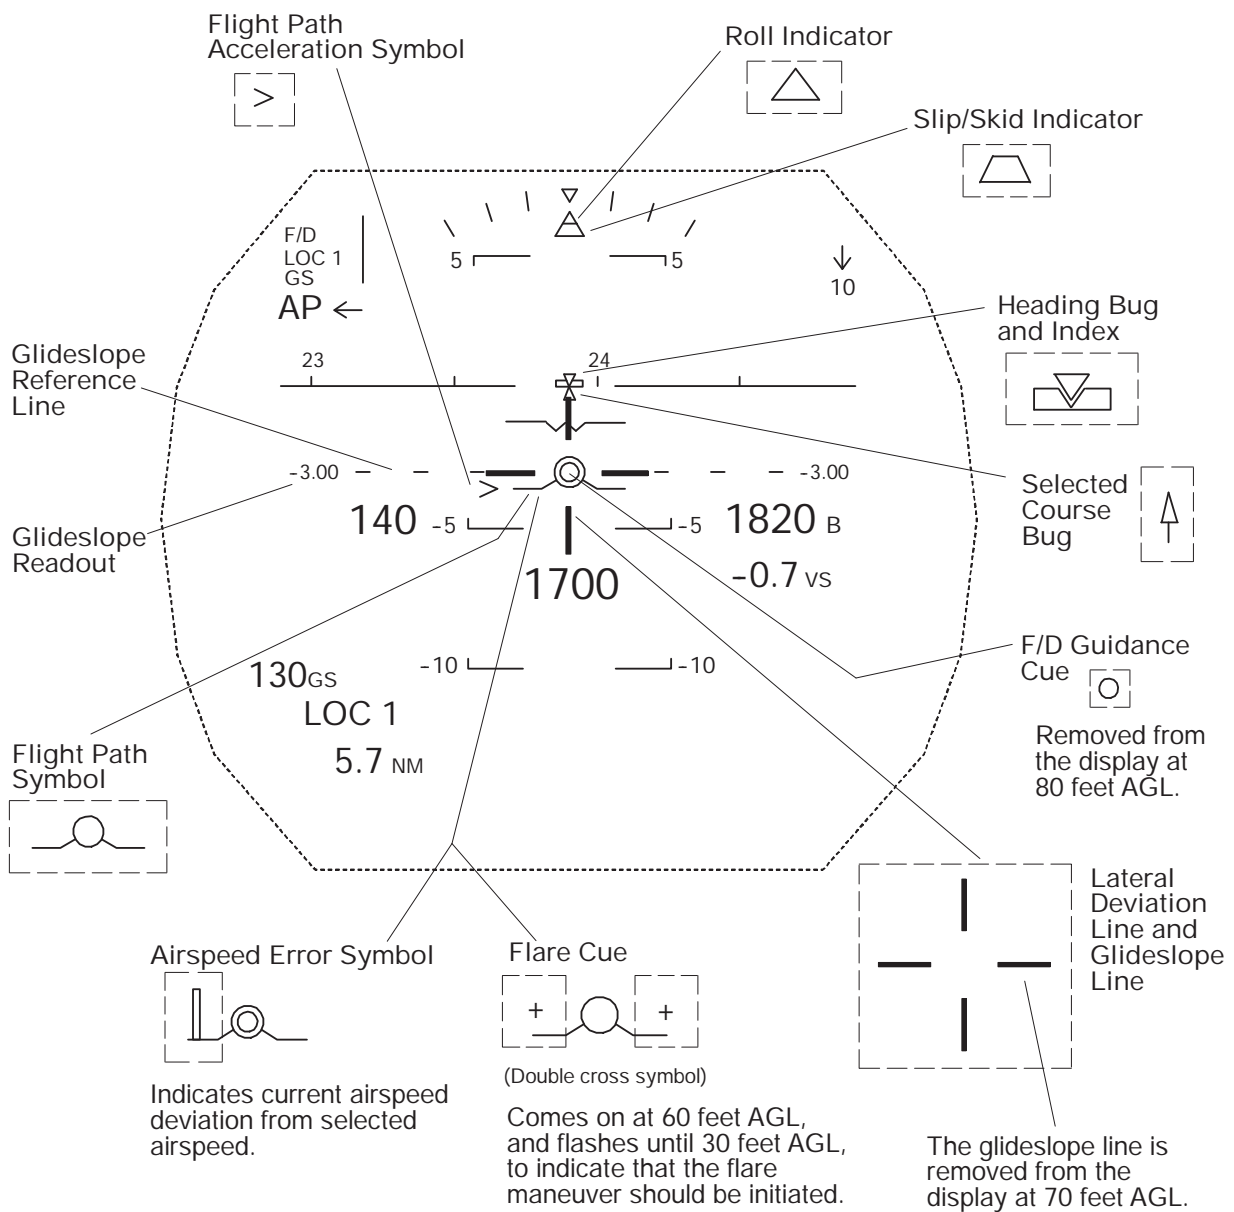 Flight Path
Acceleration Symbol
>
Roll Indicator
Slip/Skid Indicator
F/D
LOC 1
GS
AP ←
5
5
↓
10
Heading Bug
and Index
Glideslope
Reference
Line
23
24
-3.00
-3.00
>
Selected
Course
Bug
Glideslope
Readout
140
-5
-5
1820 B
1700
-0.7 VS
F/D Guidance
Cue
Removed from
the display at
80 feet AGL.
-10
-10
130GS
LOC 1
5.7 NM
Flight Path
Symbol
Lateral
Deviation
Line and
Glideslope
Line
Airspeed Error Symbol
Indicates current airspeed
deviation from selected
airspeed.
Flare Cue
+ +
(Double cross symbol)
Comes on at 60 feet AGL,
and flashes until 30 feet AGL,
to indicate that the flare
maneuver should be initiated.
The glideslope line is
removed from the
display at 70 feet AGL.